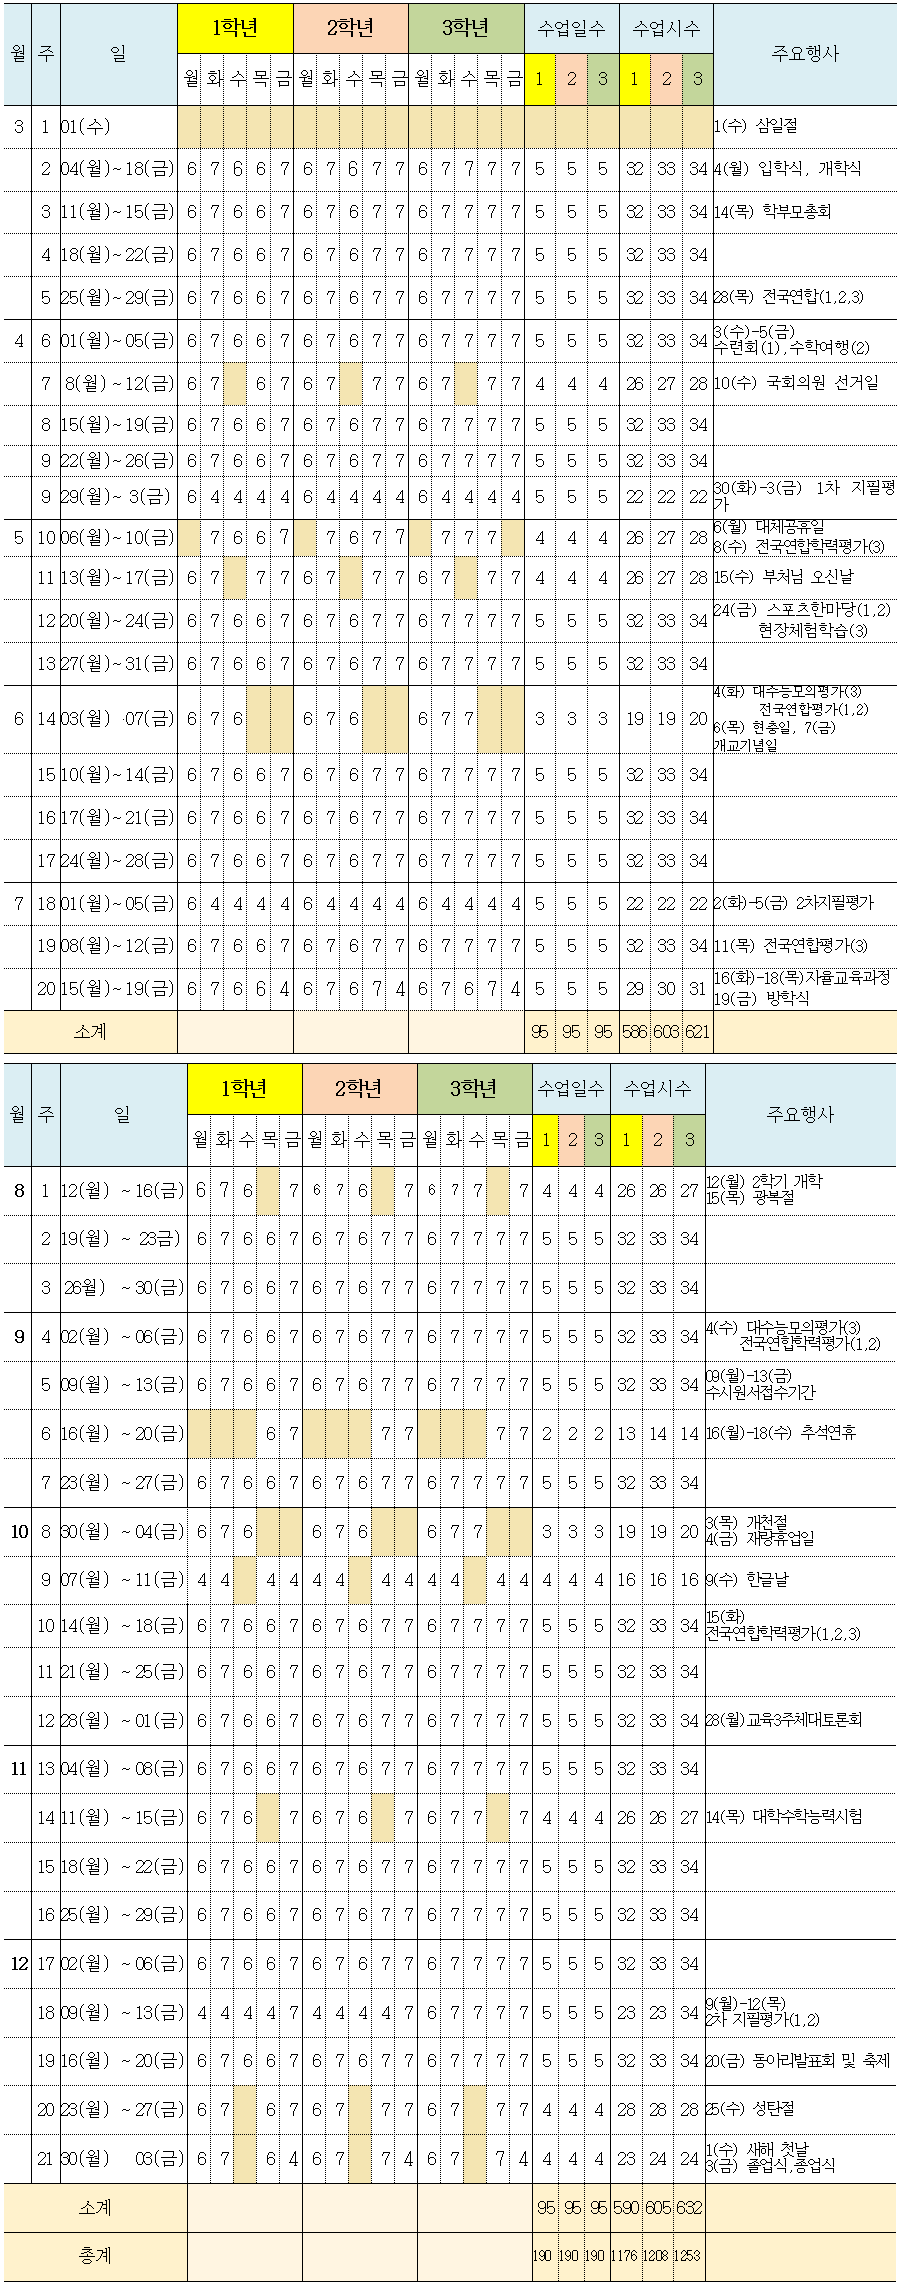 월 주 일 1학년 2학년 3학년 수업일수 수업시수 주요행사
월 화 수 목 금 월 화 수 목 금 월 화 수 목 금 1 2 3 1 2 3
3 1 01(수) 1(수) 삼일절
2 04(월)~18(금) 6 7 6 6 7 6 7 6 7 7 6 7 7 7 7 5 5 5 32 33 34 4(월) 입학식, 개학식
3 11(월)~15(금) 6 7 6 6 7 6 7 6 7 7 6 7 7 7 7 5 5 5 32 33 34 14(목) 학부모총회
4 18(월)~22(금) 6 7 6 6 7 6 7 6 7 7 6 7 7 7 7 5 5 5 32 33 34
5 25(월)~29(금) 6 7 6 6 7 6 7 6 7 7 6 7 7 7 7 5 5 5 32 33 34 28(목) 전국연합(1,2,3)
4 6 01(월)~05(금) 6 7 6 6 7 6 7 6 7 7 6 7 7 7 7 5 5 5 32 33 34 3(수)-5(금)
수련회(1),수학여행(2)
7 8(월)~12(금) 6 7 6 7 6 7 7 7 6 7 7 7 4 4 4 26 27 28 10(수) 국회의원 선거일
8 15(월)~19(금) 6 7 6 6 7 6 7 6 7 7 6 7 7 7 7 5 5 5 32 33 34
9 22(월)~26(금) 6 7 6 6 7 6 7 6 7 7 6 7 7 7 7 5 5 5 32 33 34
9 29(월)~ 3(금) 6 4 4 4 4 6 4 4 4 4 6 4 4 4 4 5 5 5 22 22 22 30(화)-3(금) 1차 지필평
가
5 10 06(월)~10(금) 7 6 6 7 7 6 7 7 7 7 7 4 4 4 26 27 28 6(월) 대체공휴일
8(수) 전국연합학력평가(3)
11 13(월)~17(금) 6 7 7 7 6 7 7 7 6 7 7 7 4 4 4 26 27 28 15(수) 부처님 오신날
12 20(월)~24(금) 6 7 6 6 7 6 7 6 7 7 6 7 7 7 7 5 5 5 32 33 34 24(금) 스포츠한마당(1,2)
현장체험학습(3)
13 27(월)~31(금) 6 7 6 6 7 6 7 6 7 7 6 7 7 7 7 5 5 5 32 33 34
6 14 03(월) ·07(금) 6 7 6 6 7 6 6 7 7 3 3 3 19 19 20 4(화) 대수능모의평가(3)
전국연합평가(1,2)
6(목) 현충일, 7(금)
개교기념일
15 10(월)~14(금) 6 7 6 6 7 6 7 6 7 7 6 7 7 7 7 5 5 5 32 33 34
16 17(월)~21(금) 6 7 6 6 7 6 7 6 7 7 6 7 7 7 7 5 5 5 32 33 34
17 24(월)~28(금) 6 7 6 6 7 6 7 6 7 7 6 7 7 7 7 5 5 5 32 33 34
7 18 01(월)~05(금) 6 4 4 4 4 6 4 4 4 4 6 4 4 4 4 5 5 5 22 22 22 2(화)-5(금) 2차지필평가
19 08(월)~12(금) 6 7 6 6 7 6 7 6 7 7 6 7 7 7 7 5 5 5 32 33 34 11(목) 전국연합평가(3)
20 15(월)~19(금) 6 7 6 6 4 6 7 6 7 4 6 7 6 7 4 5 5 5 29 30 31 16(화)-18(목)자율교육과정
19(금) 방학식
소계 95 95 95 586 603 621
월 주 일 1학년 2학년 3학년 수업일수 수업시수 주요행사
월 화 수 목 금 월 화 수 목 금 월 화 수 목 금 1 2 3 1 2 3
8 1 12(월) ~16(금) 6 7 6 7 6 7 6 7 6 7 7 7 4 4 4 26 26 27 12(월) 2학기 개학
15(목) 광복절
2 19(월) ~ 23금) 6 7 6 6 7 6 7 6 7 7 6 7 7 7 7 5 5 5 32 33 34
3 26월) ~30(금) 6 7 6 6 7 6 7 6 7 7 6 7 7 7 7 5 5 5 32 33 34
9 4 02(월) ~06(금) 6 7 6 6 7 6 7 6 7 7 6 7 7 7 7 5 5 5 32 33 34 4(수) 대수능모의평가(3)
전국연합학력평가(1,2)
5 09(월) ~13(금) 6 7 6 6 7 6 7 6 7 7 6 7 7 7 7 5 5 5 32 33 34 09(월)-13(금)
수시원서접수기간
6 16(월) ~20(금) 6 7 7 7 7 7 2 2 2 13 14 14 16(월)-18(수) 추석연휴
7 23(월) ~27(금) 6 7 6 6 7 6 7 6 7 7 6 7 7 7 7 5 5 5 32 33 34
10 8 30(월) ~04(금) 6 7 6 6 7 6 6 7 7 3 3 3 19 19 20 3(목) 개천절
4(금) 재량휴업일
9 07(월) ~11(금) 4 4 4 4 4 4 4 4 4 4 4 4 4 4 4 16 16 16 9(수) 한글날
10 14(월) ~18(금) 6 7 6 6 7 6 7 6 7 7 6 7 7 7 7 5 5 5 32 33 34 15(화)
전국연합학력평가(1,2,3)
11 21(월) ~25(금) 6 7 6 6 7 6 7 6 7 7 6 7 7 7 7 5 5 5 32 33 34
12 28(월) ~01(금) 6 7 6 6 7 6 7 6 7 7 6 7 7 7 7 5 5 5 32 33 34 28(월)교육3주체대토론회
11 13 04(월) ~08(금) 6 7 6 6 7 6 7 6 7 7 6 7 7 7 7 5 5 5 32 33 34
14 11(월) ~15(금) 6 7 6 7 6 7 6 7 6 7 7 7 4 4 4 26 26 27 14(목) 대학수학능력시험
15 18(월) ~22(금) 6 7 6 6 7 6 7 6 7 7 6 7 7 7 7 5 5 5 32 33 34
16 25(월) ~29(금) 6 7 6 6 7 6 7 6 7 7 6 7 7 7 7 5 5 5 32 33 34
12 17 02(월) ~06(금) 6 7 6 6 7 6 7 6 7 7 6 7 7 7 7 5 5 5 32 33 34
18 09(월) ~13(금) 4 4 4 4 7 4 4 4 4 7 6 7 7 7 7 5 5 5 23 23 34 9(월)-12(목)
2차 지필평가(1,2)
19 16(월) ~20(금) 6 7 6 6 7 6 7 6 7 7 6 7 7 7 7 5 5 5 32 33 34 20(금) 동아리발표회 및 축제
20 23(월) ~27(금) 6 7 6 7 6 7 7 7 6 7 7 7 4 4 4 28 28 28 25(수) 성탄절
21 30(월) 03(금) 6 7 6 4 6 7 7 4 6 7 7 4 4 4 4 23 24 24 1(수) 새해 첫날
3(금) 졸업식,종업식
소계 95 95 95 590 605 632
총계 190 190 190 1176 1208 1253